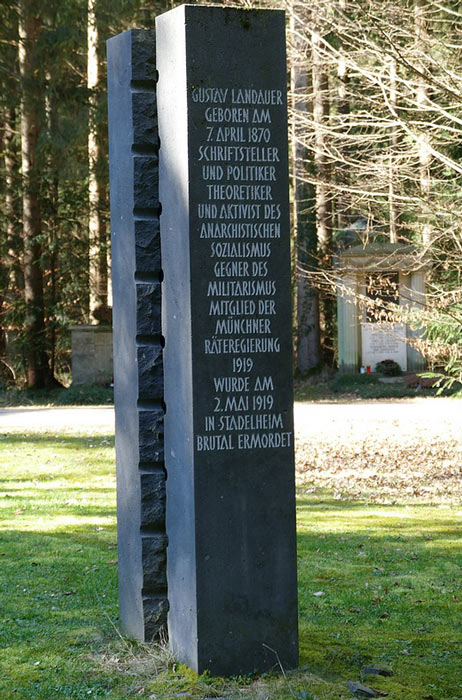 GUSTAV LANDAUER
GEBOREN AM
7. APRIL 1870
SCHRIFTSTELLER
UND POLITIKER
THEORETIKER
UND AKTIVIST DES
ANARCHISTISCHEN
SOZIALISMUS
GEGNER DES
MILITARISMUS
MITGLIED DER
MÜNCHNER
RÄTEREGIERUNG
1919
WURDE AM
2. MAI 1919
IN STADELHEIM
BRUTAL ERMORDET